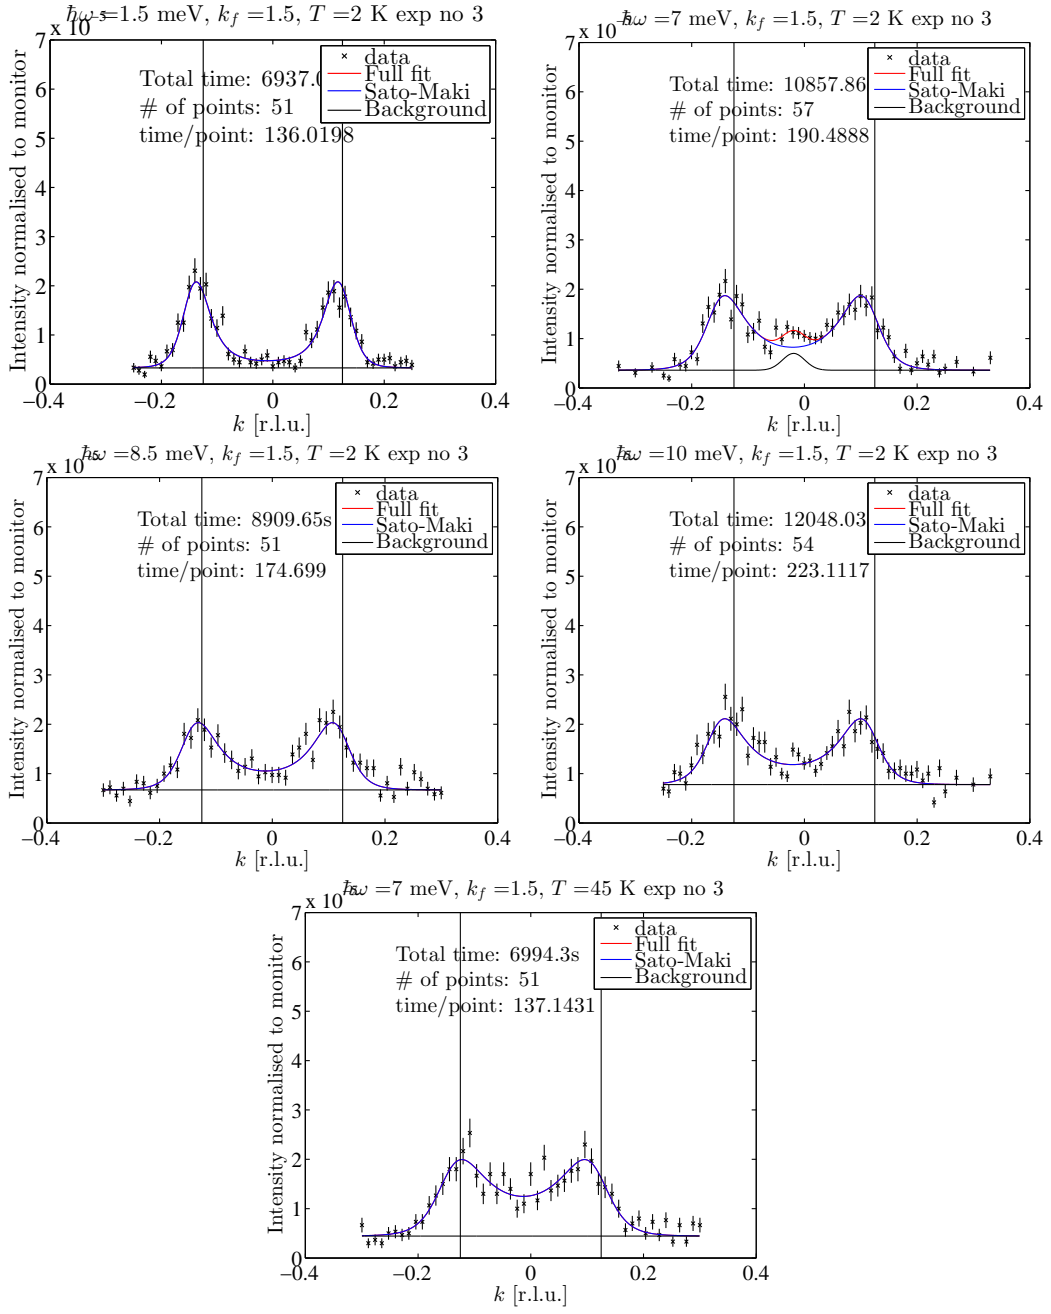 ħω =1.5 meV, k_f =1.5, T =2 K exp no 3
7 x 10
Total time: 6937.0
# of points: 51
time/point: 136.0198
data
Full fit
Sato-Maki
Background
Intensity normalised to monitor
7
6
5
4
3
2
1
0
−0.4 −0.2 0 0.2 0.4
k [r.l.u.]
ħω =7 meV, k_f =1.5, T =2 K exp no 3
7 x 10
Total time: 10857.86
# of points: 57
time/point: 190.4888
data
Full fit
Sato-Maki
Background
Intensity normalised to monitor
6
5
4
3
2
1
0
−0.4 −0.2 0 0.2 0.4
k [r.l.u.]
ħω =8.5 meV, k_f =1.5, T =2 K exp no 3
7 x 10
Total time: 8909.65s
# of points: 51
time/point: 174.699
data
Full fit
Sato-Maki
Background
Intensity normalised to monitor
6
5
4
3
2
1
0
−0.4 −0.2 0 0.2 0.4
k [r.l.u.]
ħω =10 meV, k_f =1.5, T =2 K exp no 3
7 x 10
Total time: 12048.03
# of points: 54
time/point: 223.1117
data
Full fit
Sato-Maki
Background
Intensity normalised to monitor
6
5
4
3
2
1
0
−0.4 −0.2 0 0.2 0.4
k [r.l.u.]
ħω =7 meV, k_f =1.5, T =45 K exp no 3
7 x 10
Total time: 6994.3s
# of points: 51
time/point: 137.1431
data
Full fit
Sato-Maki
Background
Intensity normalised to monitor
6
5
4
3
2
1
0
−0.4 −0.2 0 0.2 0.4
k [r.l.u.]